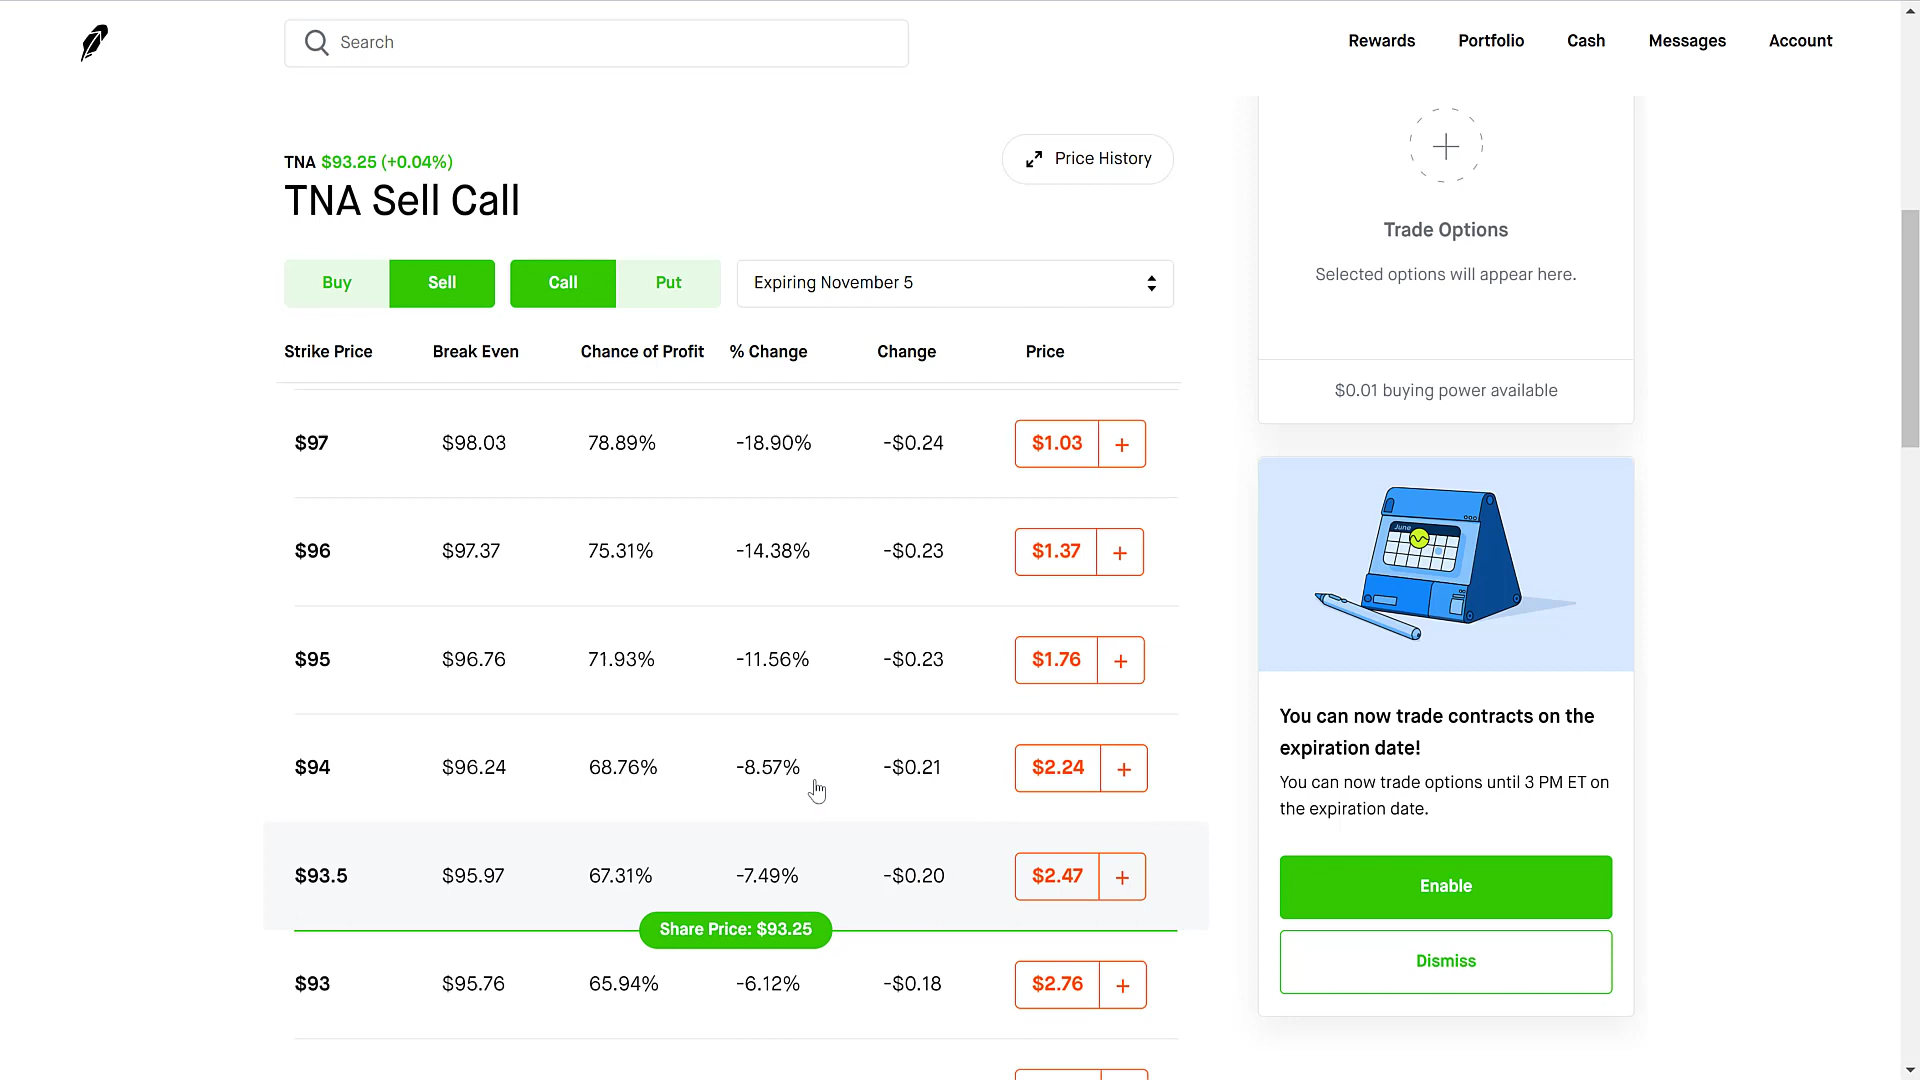 Search
Rewards Portfolio Cash Messages Account
TNA $93.25 (+0.04%)
TNA Sell Call
Price History
Buy Sell Call Put Expiring November 5
Strike Price Break Even Chance of Profit % Change Change Price
$97 $98.03 78.89% -18.90% -$0.24 $1.03 +
$96 $97.37 75.31% -14.38% -$0.23 $1.37 +
$95 $96.76 71.93% -11.56% -$0.23 $1.76 +
$94 $96.24 68.76% -8.57% -$0.21 $2.24 +
$93.5 $95.97 67.31% -7.49% -$0.20 $2.47 +
Share Price: $93.25
$93 $95.76 65.94% -6.12% -$0.18 $2.76 +
Trade Options
Selected options will appear here.
$0.01 buying power available
June
You can now trade contracts on the
expiration date!
You can now trade options until 3 PM ET on
the expiration date.
Enable
Dismiss